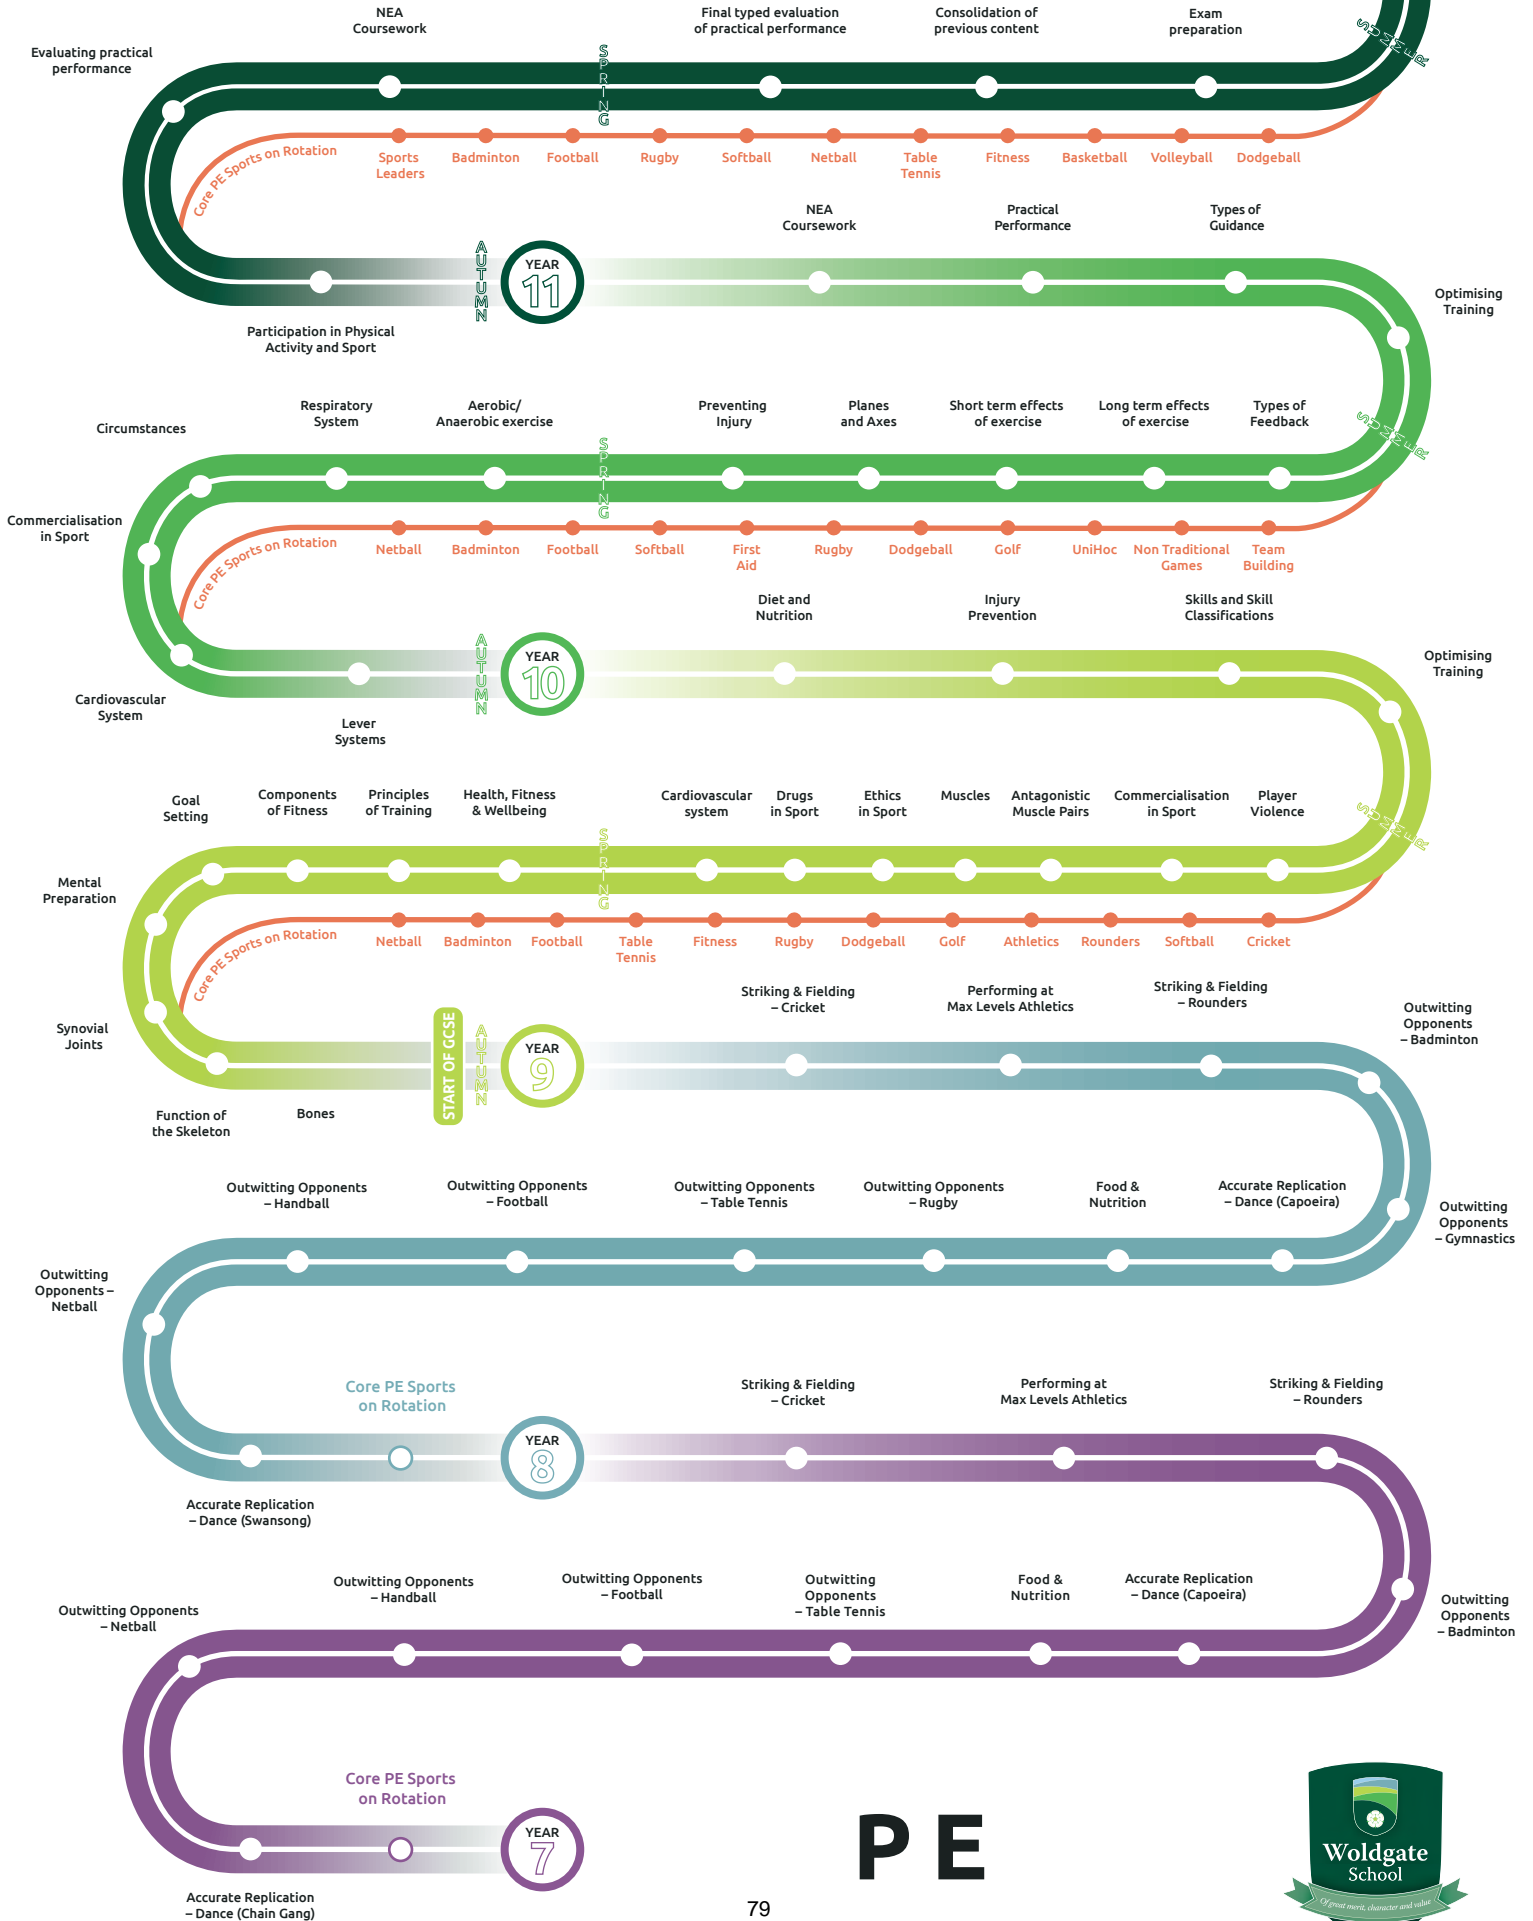 NEA
Coursework
Final typed evaluation
of practical performance
Consolidation of
previous content
Exam
preparation
SUMMER
Evaluating practical
performance
SPRING
Core PE Sports on Rotation
Sports
Leaders
Badminton
Football
Rugby
Softball
Netball
Table
Tennis
Fitness
Basketball
Volleyball
Dodgeball
NEA
Coursework
Practical
Performance
Types of
Guidance
AUTUMN
YEAR
11
Optimising
Training
Participation in Physical
Activity and Sport
Circumstances
Respiratory
System
Aerobic/
Anaerobic exercise
Preventing
Injury
Planes
and Axes
Short term effects
of exercise
Long term effects
of exercise
Types of
Feedback
SUMMER
SPRING
Commercialisation
in Sport
Core PE Sports on Rotation
Netball
Badminton
Football
Softball
First
Aid
Rugby
Dodgeball
Golf
UniHoc
Non Traditional
Games
Team
Building
Diet and
Nutrition
Injury
Prevention
Skills and Skill
Classifications
AUTUMN
YEAR
10
Optimising
Training
Cardiovascular
System
Lever
Systems
Goal
Setting
Components
of Fitness
Principles
of Training
Health, Fitness
& Wellbeing
Cardiovascular
system
Drugs
in Sport
Ethics
in Sport
Muscles
Antagonistic
Muscle Pairs
Commercialisation
in Sport
Player
Violence
SUMMER
SPRING
Mental
Preparation
Core PE Sports on Rotation
Netball
Badminton
Football
Table
Tennis
Fitness
Rugby
Dodgeball
Golf
Athletics
Rounders
Softball
Cricket
Synovial
Joints
START OF GCSE
AUTUMN
YEAR
9
Striking & Fielding
– Cricket
Performing at
Max Levels Athletics
Striking & Fielding
– Rounders
Outwitting
Opponents
– Badminton
Function of
the Skeleton
Bones
Outwitting Opponents
– Handball
Outwitting Opponents
– Football
Outwitting Opponents
– Table Tennis
Outwitting Opponents
– Rugby
Food &
Nutrition
Accurate Replication
– Dance (Capoeira)
Outwitting
Opponents
– Gymnastics
Outwitting
Opponents –
Netball
Core PE Sports
on Rotation
YEAR
8
Striking & Fielding
– Cricket
Performing at
Max Levels Athletics
Striking & Fielding
– Rounders
Accurate Replication
– Dance (Swansong)
Outwitting Opponents
– Netball
Outwitting Opponents
– Handball
Outwitting Opponents
– Football
Outwitting
Opponents
– Table Tennis
Food &
Nutrition
Accurate Replication
– Dance (Capoeira)
Outwitting
Opponents
– Badminton
Core PE Sports
on Rotation
YEAR
7
Accurate Replication
– Dance (Chain Gang)
PE
79
Woldgate
School
Of great merit, character and value